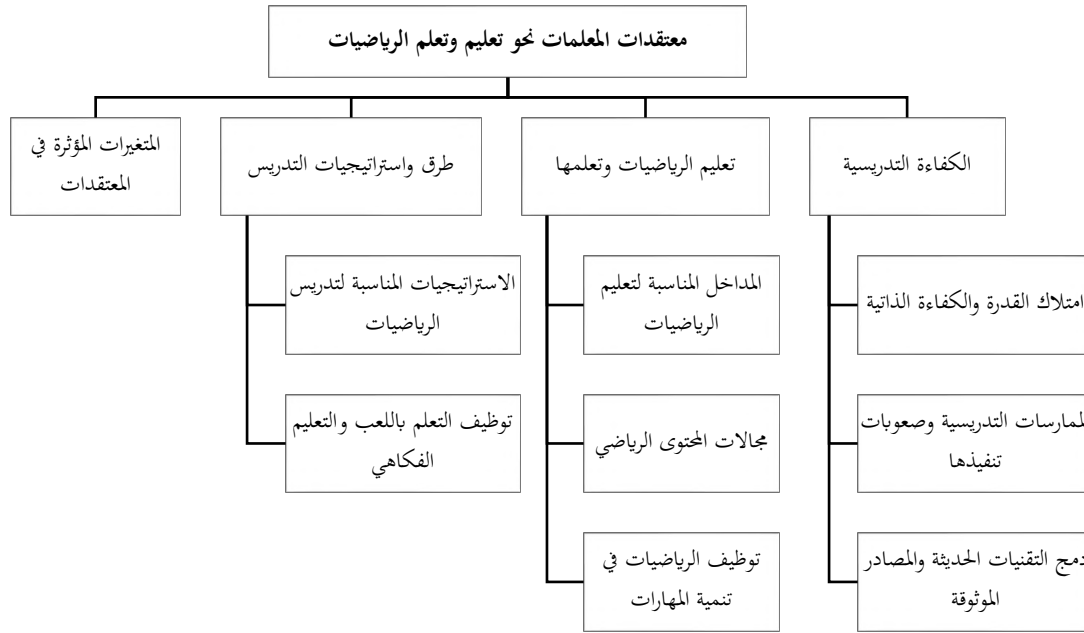 معتقدات المعلمات نحو تعليم وتعلم الرياضيات
الكفاءة التدريسية
تعليم الرياضيات وتعلمها
طرق واستراتيجيات التدريس
المتغيرات المؤثرة في
المعتقدات
امتلاك القدرة والكفاءة الذاتية
لممارسات التدريسية وصعوبات
تنفيذها
دمج التقنيات الحديثة والمصادر
الموثوقة
المداخل المناسبة لتعليم
الرياضيات
مجالات المحتوى الرياضي
توظيف الرياضيات في
تنمية المهارات
الاستراتيجيات المناسبة لتدريس
الرياضيات
توظيف التعلم باللعب والتعليم
الفكاهي